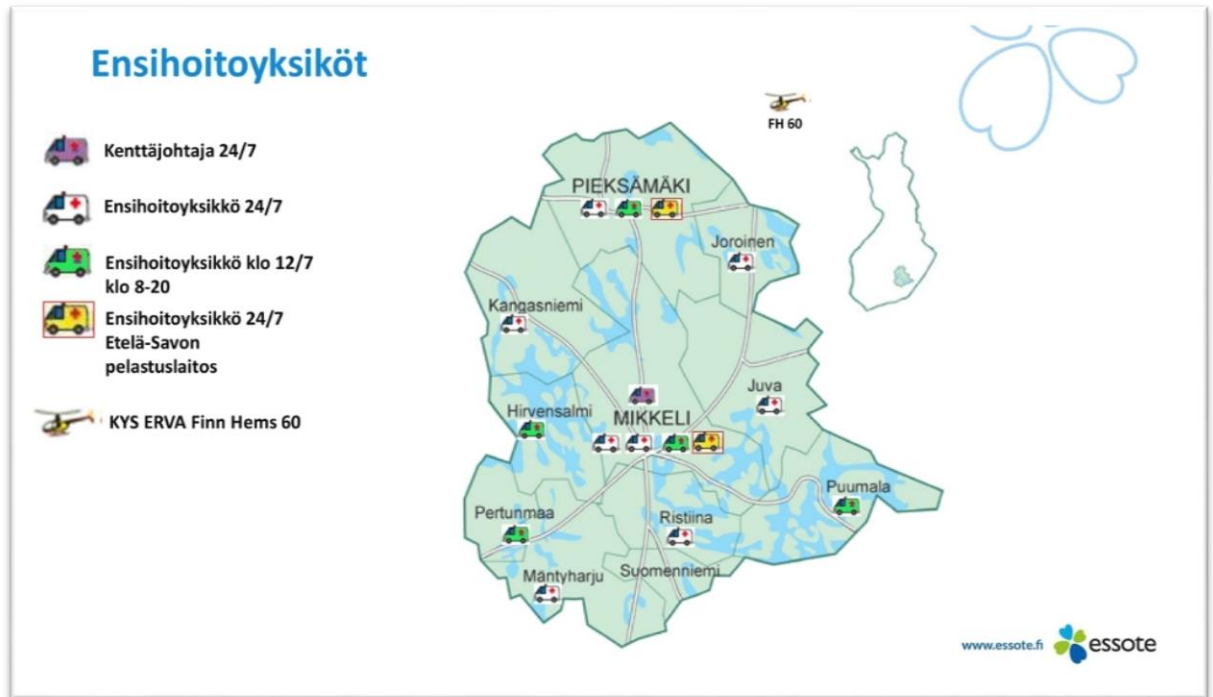 Ensihoitoyksiköt
Kenttäjohtaja 24/7
Ensihoitoyksikkö 24/7
Ensihoitoyksikkö klo 12/7
klo 8-20
Ensihoitoyksikkö 24/7
Etelä-Savon
pelastuslaitos
KYS ERVA Finn Hems 60
FH 60
PIEKSÄMÄKI
Joroinen
Kangasniemi
Juva
Hirvensalmi
MIKKELI
Puumala
Pertunmaa
Ristiina
Mäntyharju
Suomenniemi
www.essote.fi
essote